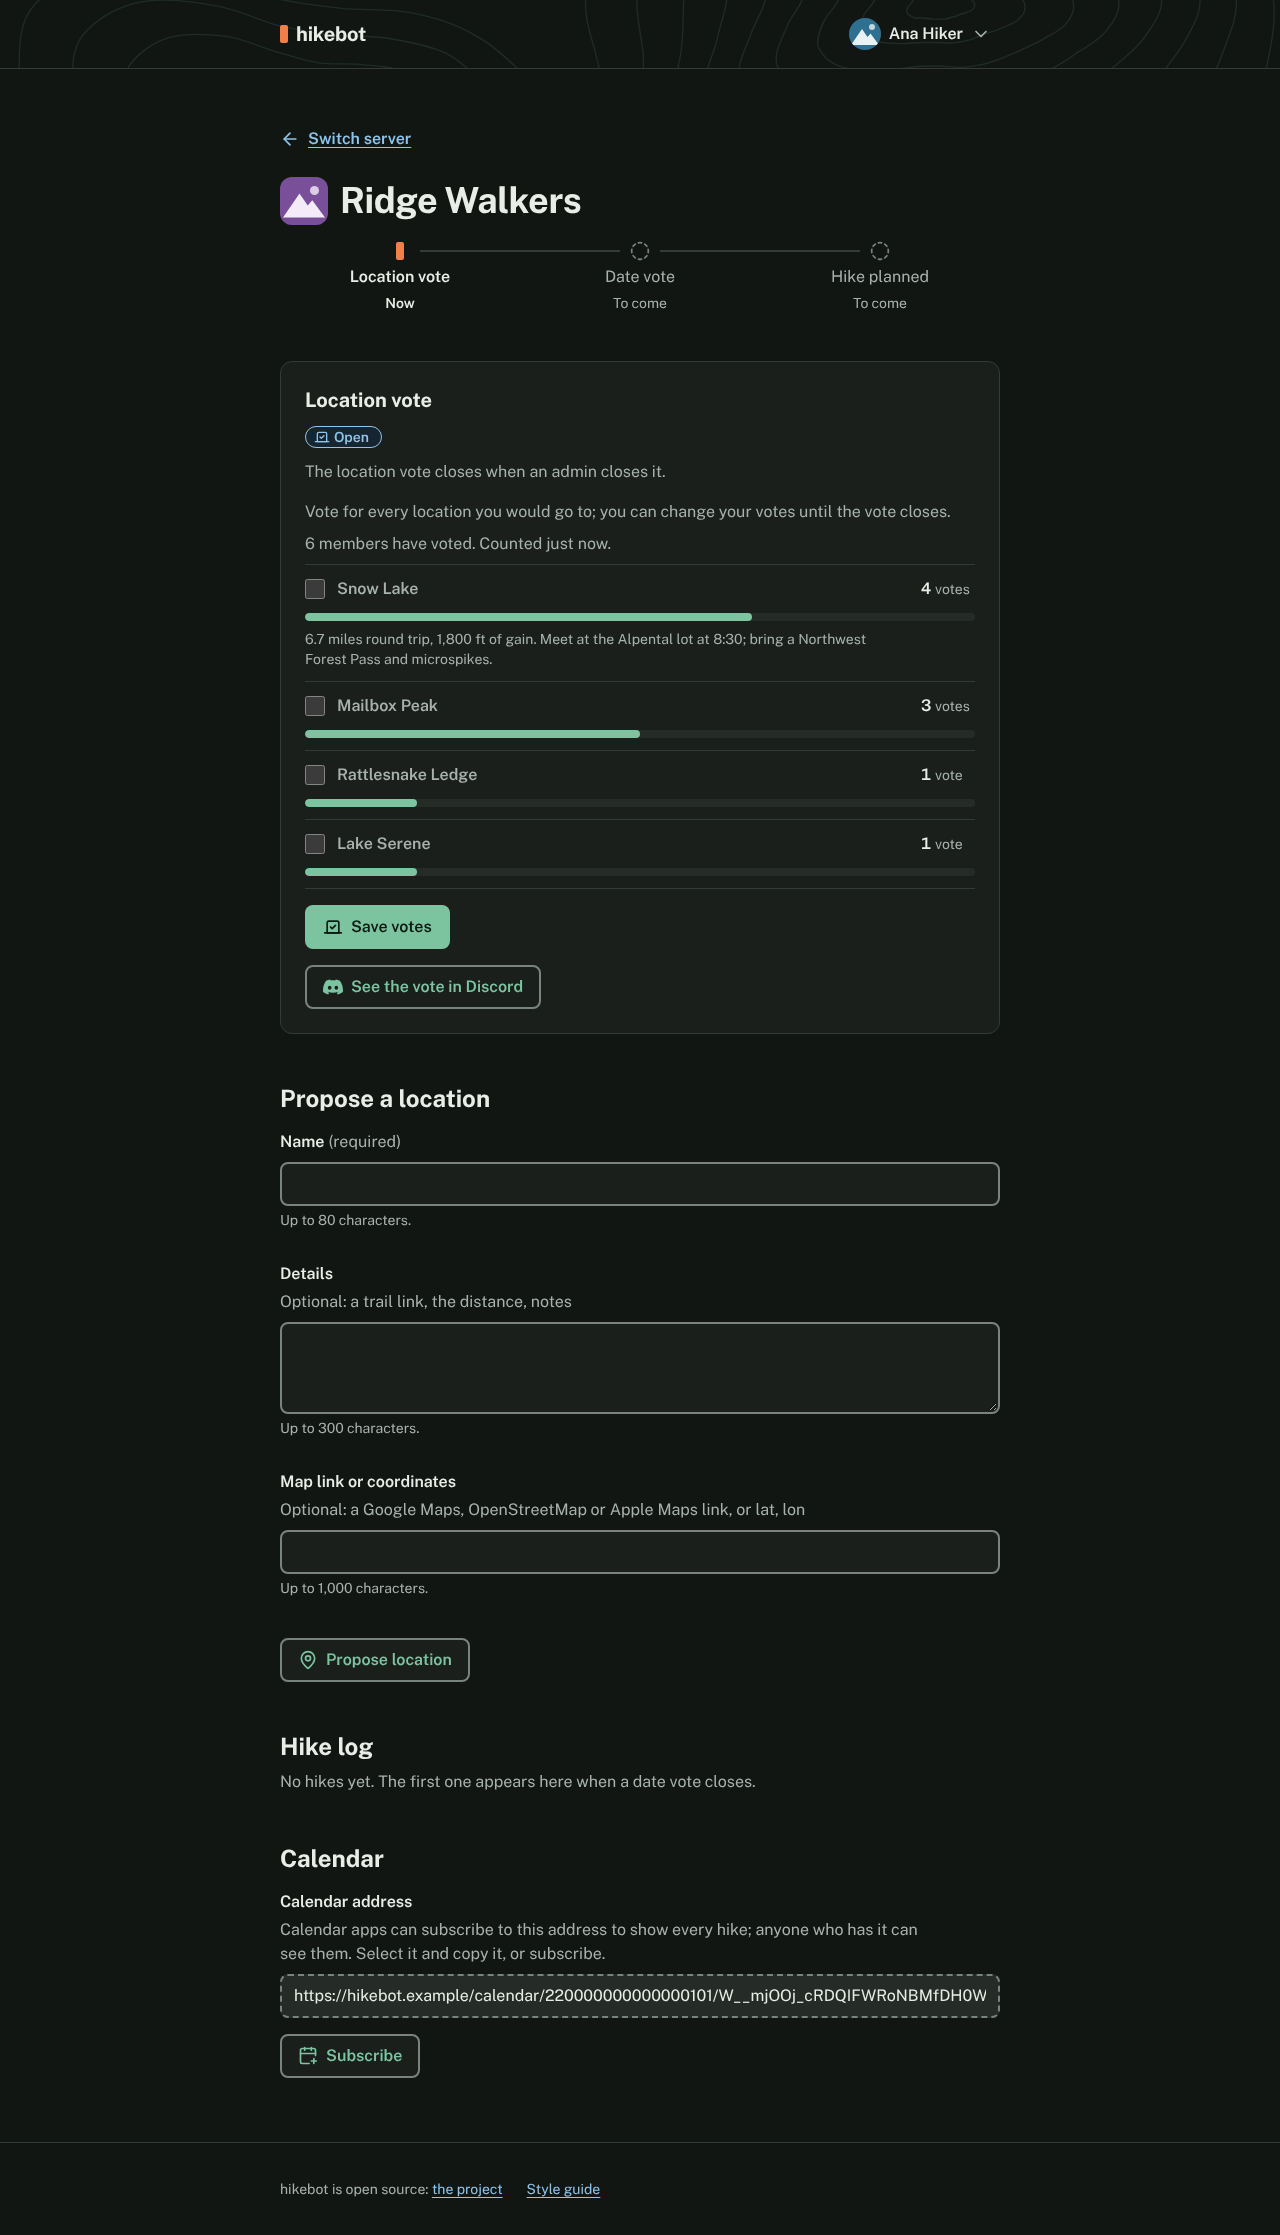 hikebot
Ana Hiker
Switch server
Ridge Walkers
Location vote
Now
Date vote
To come
Hike planned
To come
Location vote
Open
The location vote closes when an admin closes it.
Vote for every location you would go to; you can change your votes until the vote closes.
6 members have voted. Counted just now.
Snow Lake
4 votes
6.7 miles round trip, 1,800 ft of gain. Meet at the Alpental lot at 8:30; bring a Northwest
Forest Pass and microspikes.
Mailbox Peak
3 votes
Rattlesnake Ledge
1 vote
Lake Serene
1 vote
Save votes
See the vote in Discord
Propose a location
Name (required)
Up to 80 characters.
Details
Optional: a trail link, the distance, notes
Up to 300 characters.
Map link or coordinates
Optional: a Google Maps, OpenStreetMap or Apple Maps link, or lat, lon
Up to 1,000 characters.
Propose location
Hike log
No hikes yet. The first one appears here when a date vote closes.
Calendar
Calendar address
Calendar apps can subscribe to this address to show every hike; anyone who has it can
see them. Select it and copy it, or subscribe.
https://hikebot.example/calendar/220000000000000101/W__mjOOj_cRDQIFWRoNBMfDH0W
Subscribe
hikebot is open source: the project
Style guide